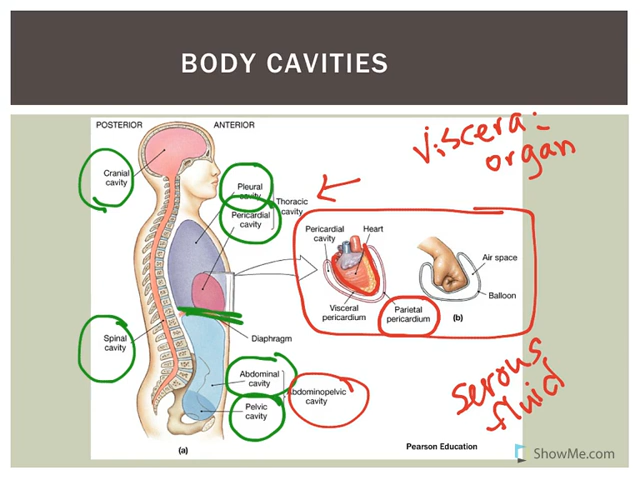 BODY CAVITIES
POSTERIOR
ANTERIOR
viscera:
organ
Cranial
cavity
Pleural
cavity
Pericardial
cavity
Thoracic
cavity
Pericardial
cavity
Heart
Air space
Balloon
Visceral
pericardium
Parietal
pericardium
(b)
Spinal
cavity
Diaphragm
Abdominal
cavity
Pelvic
cavity
Abdominopelvic
cavity
serous
fluid
(a)
Pearson Education
ShowMe.com